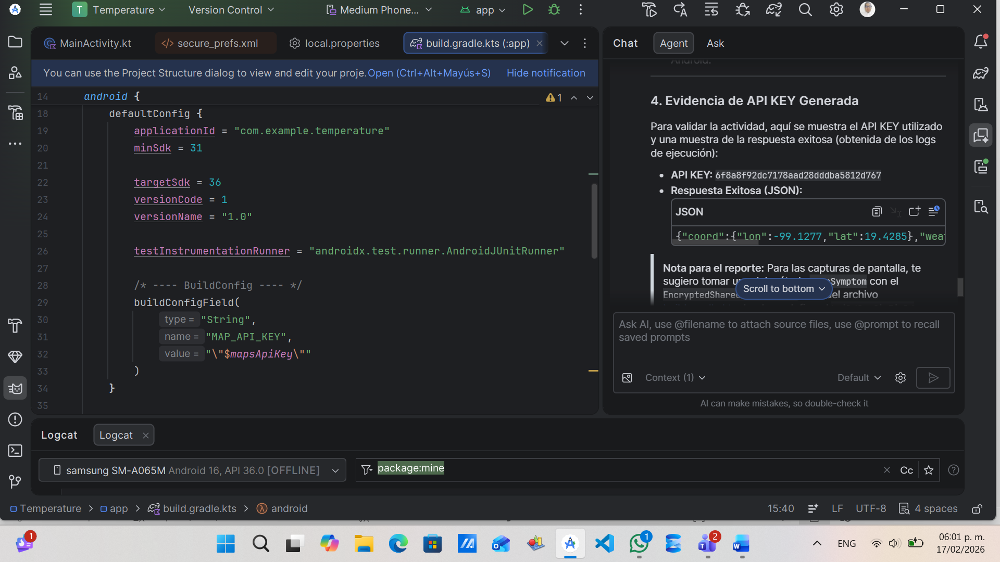 T Temperature Version Control Medium Phone... app
MainActivity.kt secure_prefs.xml local.properties build.gradle.kts (:app)
You can use the Project Structure dialog to view and edit your proje. Open (Ctrl+Alt+Mayús+S) Hide notification
14 android { 1
18 defaultConfig {
19 applicationId = "com.example.temperature"
20 minSdk = 31
21
22 targetSdk = 36
23 versionCode = 1
24 versionName = "1.0"
25
26 testInstrumentationRunner = "androidx.test.runner.AndroidJUnitRunner"
27
28 /* ---- BuildConfig ---- */
29 buildConfigField(
30 type = "String",
31 name = "MAP_API_KEY",
32 value = "\"$mapsApiKey\""
33 )
34 }
35
Chat Agent Ask
Android.
4. Evidencia de API KEY Generada
Para validar la actividad, aquí se muestra el API KEY utilizado
y una muestra de la respuesta exitosa (obtenida de los logs
de ejecución):
• API KEY: 6f8a8f92dc7178aad28dddba5812d767
• Respuesta Exitosa (JSON):
JSON
{"coord":{"lon":-99.1277,"lat":19.4285},"wea
Nota para el reporte: Para las capturas de pantalla, te
sugiero tomar Symptom con el
EncryptedShare del archivo
Scroll to bottom
Ask AI, use @filename to attach source files, use @prompt to recall
saved prompts
Context (1) Default
AI can make mistakes, so double-check it
Logcat Logcat
samsung SM-A065M Android 16, API 36.0 [OFFLINE] package:mine Cc
Temperature > app > build.gradle.kts > android 15:40 LF UTF-8 4 spaces
1 1 2 ENG 06:01 p. m.
17/02/2026